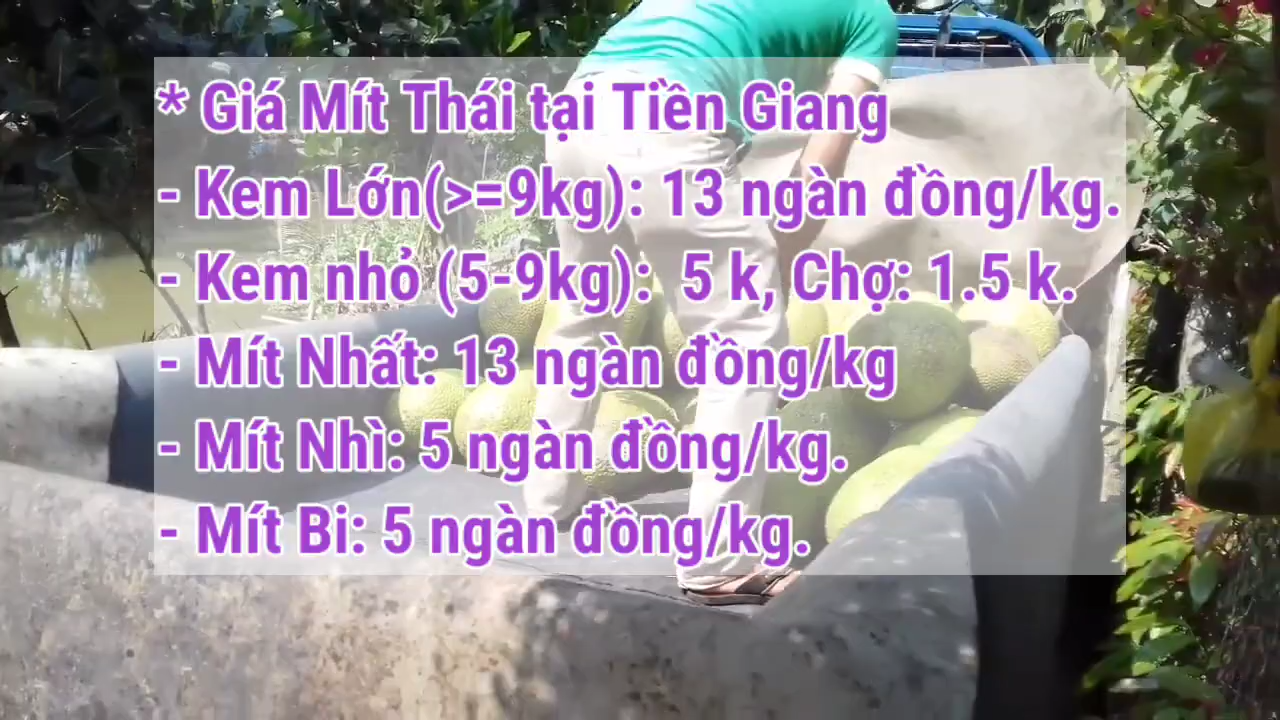 * Giá Mít Thái tại Tiền Giang
- Kem Lớn(>=9kg): 13 ngàn đồng/kg.
- Kem nhỏ (5-9kg):  5 k, Chợ: 1.5 k.
- Mít Nhất: 13 ngàn đồng/kg
- Mít Nhì: 5 ngàn đồng/kg.
- Mít Bi: 5 ngàn đồng/kg.